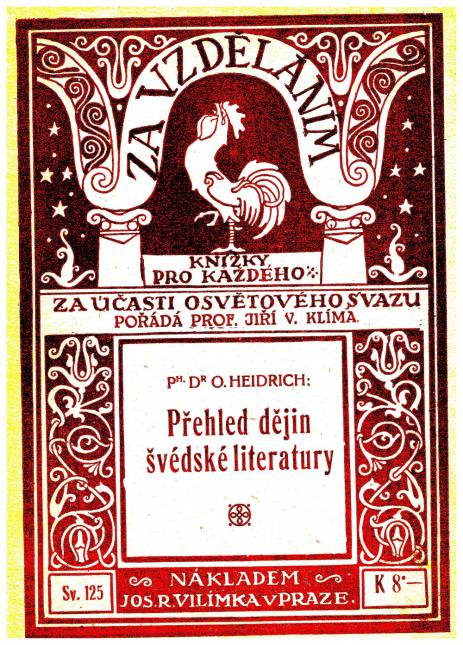 ZA VZDĚLÁNÍM
KNÍŽKY
PRO KAŽDÉHO
ZA ÚČASTI OSVĚTOVÉHO SVAZU
POŘÁDÁ PROF. JIŘÍ V. KLÍMA.
PH. DR O. HEIDRICH:
Přehled dějin
švédské literatury
NÁKLADEM
JOS. R. VILÍMKA V PRAZE.
Sv. 125
K 8·—